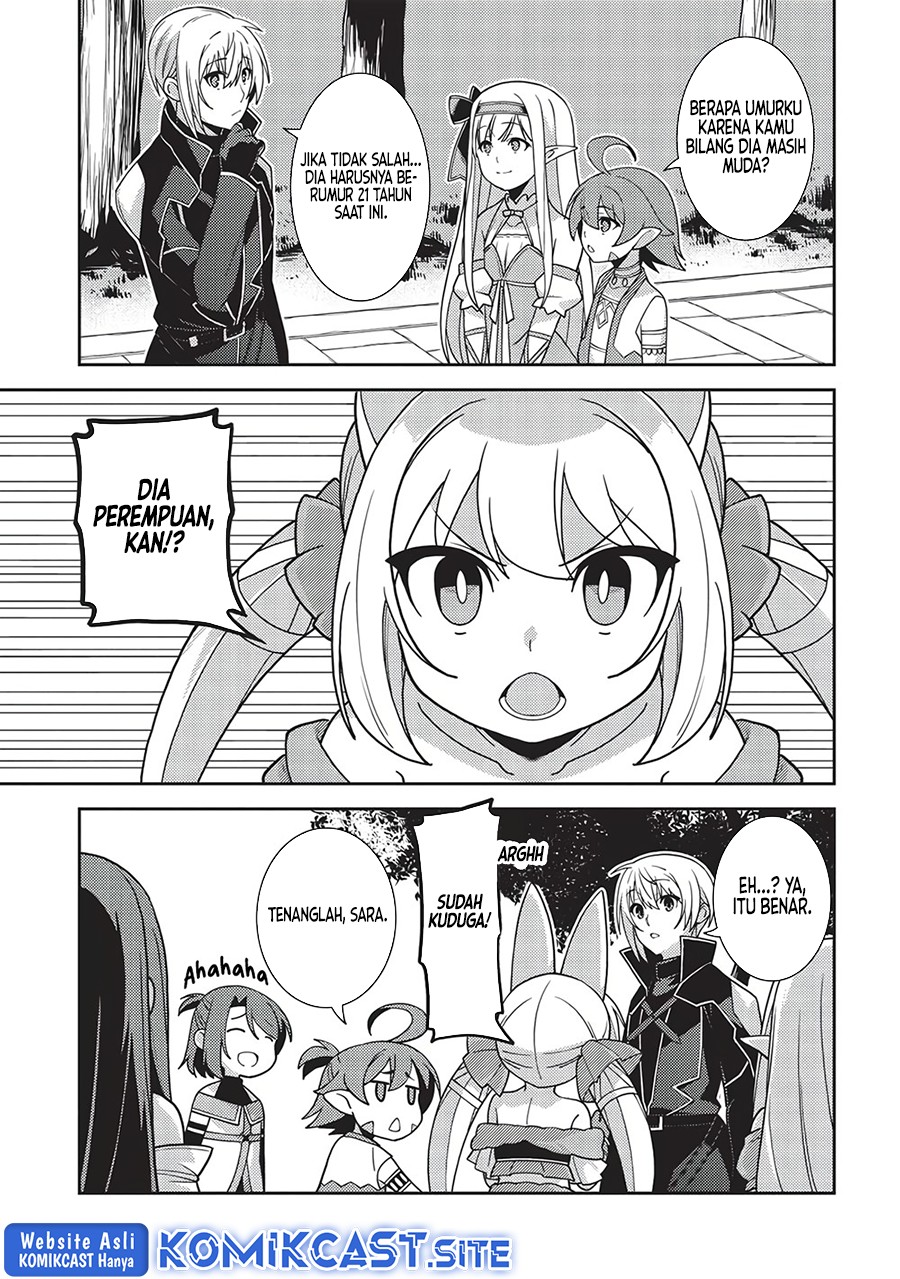 BERAPA UMURKU
KARENA KAMU
BILANG DIA MASIH
MUDA?
JIKA TIDAK SALAH...
DIA HARUSNYA BE-
RUMUR 21 TAHUN
SAAT INI.
DIA
PEREMPUAN,
KAN!?
EH...? YA,
ITU BENAR.
ARGHH
SUDAH
KUDUGA!
TENANGLAH, SARA.
Ahahaha
Website Asli
KOMIKCAST Hanya
KOMIKCAST.SITE